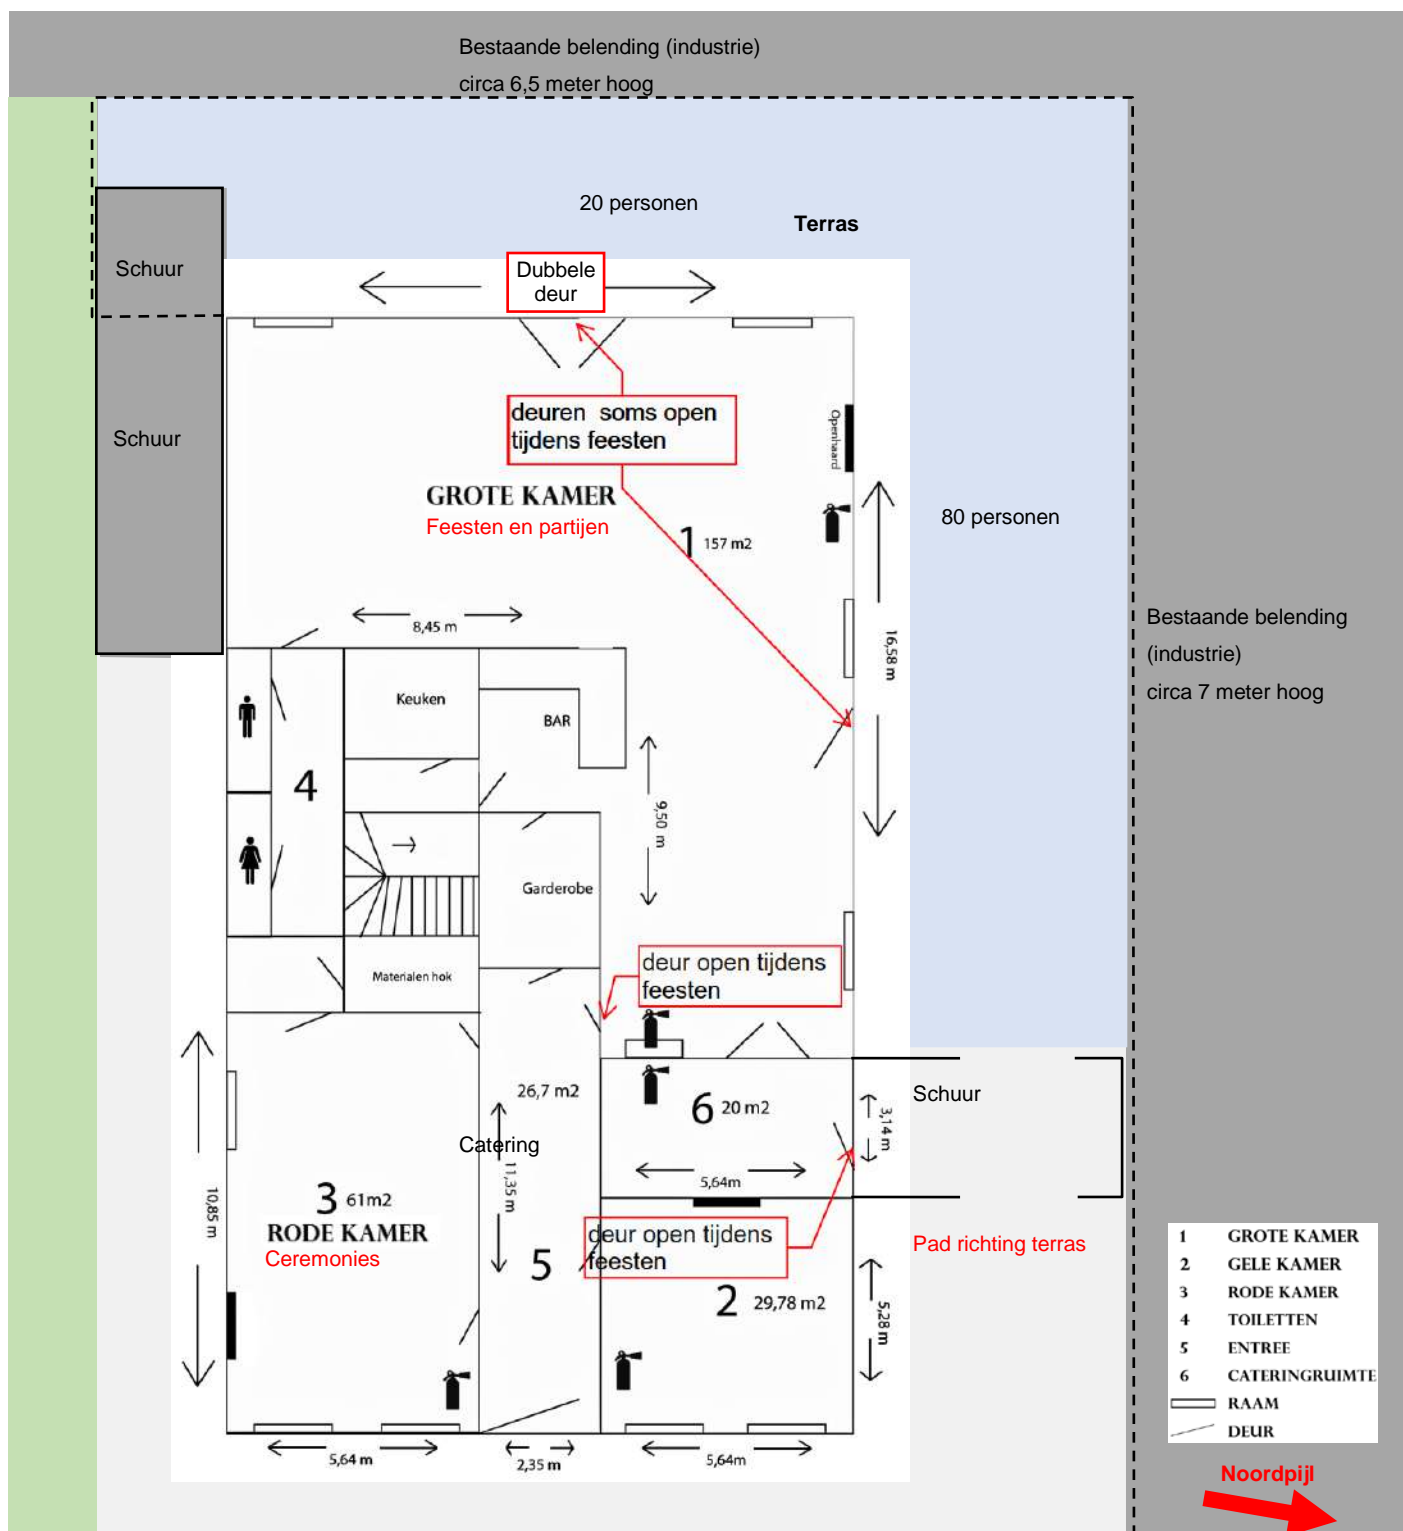 Bestaande belending (industrie)
circa 6,5 meter hoog
20 personen
Terras
Schuur
Dubbele
deur
deuren soms open
tijdens feesten
Openhaard
Schuur
GROTE KAMER
Feesten en partijen
1 157 m2
80 personen
8,45 m
16,58 m
Bestaande belending
(industrie)
circa 7 meter hoog
Keuken
BAR
4
9,50 m
Garderobe
deur open tijdens
feesten
Materialen hok
26,7 m2
6 20 m2
Schuur
3,14 m
Catering
11,35 m
5,64m
10,85 m
3 61m2
RODE KAMER
Ceremonies
deur open tijdens
feesten
5
Pad richting terras
2 29,78 m2
5,28 m
5,64 m
2,35 m
5,64m
1 GROTE KAMER
2 GELE KAMER
3 RODE KAMER
4 TOILETTEN
5 ENTREE
6 CATERINGRUIMTE
RAAM
DEUR
Noordpijl